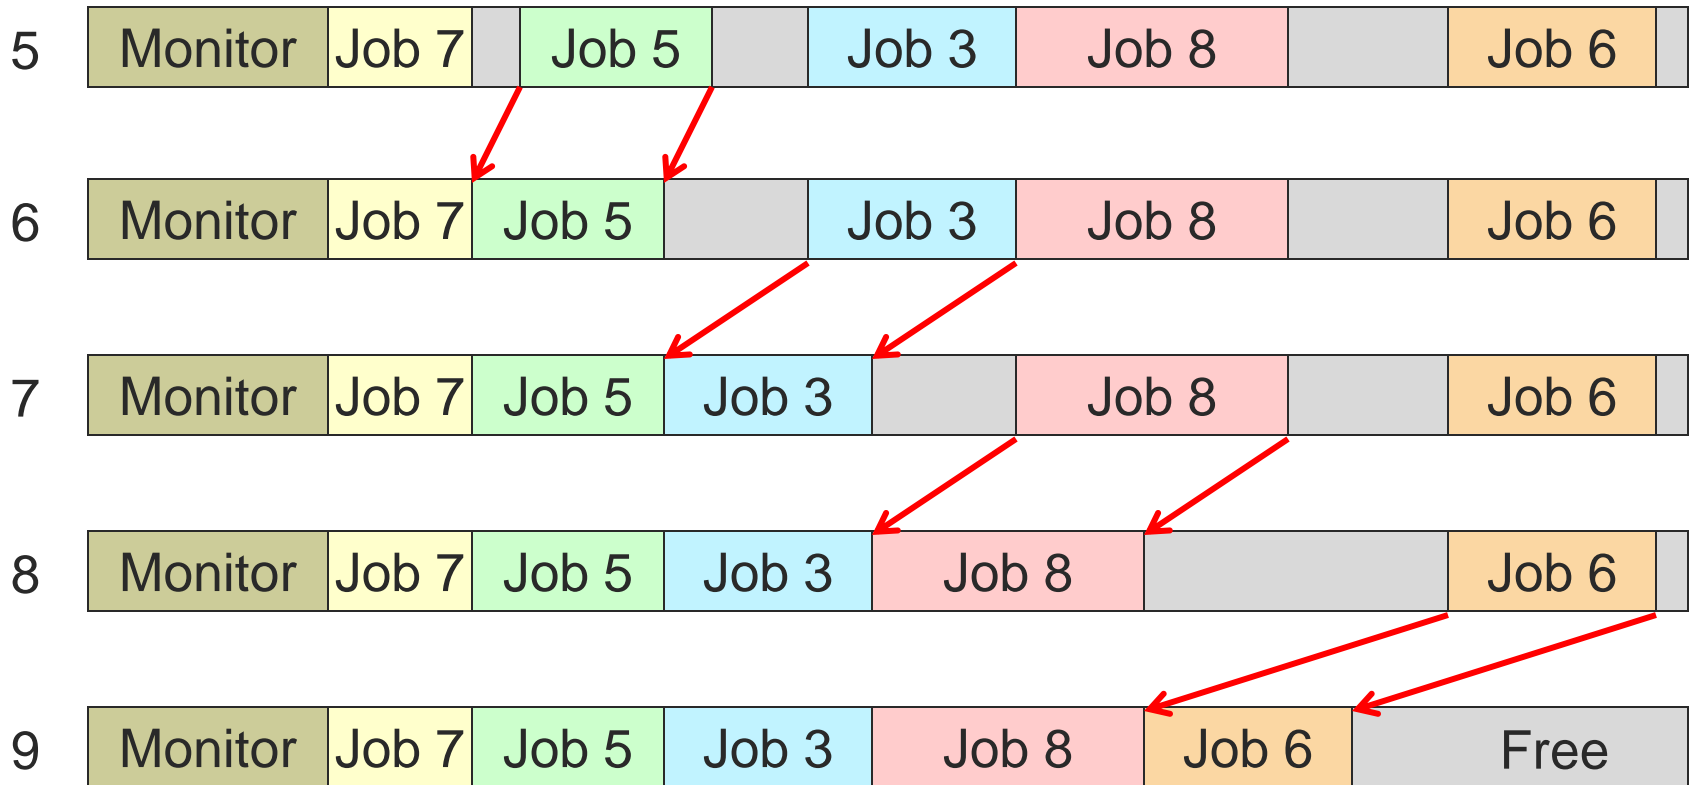 5 Monitor Job 7 Job 5 Job 3 Job 8 Job 6
6 Monitor Job 7 Job 5 Job 3 Job 8 Job 6
7 Monitor Job 7 Job 5 Job 3 Job 8 Job 6
8 Monitor Job 7 Job 5 Job 3 Job 8 Job 6
9 Monitor Job 7 Job 5 Job 3 Job 8 Job 6 Free